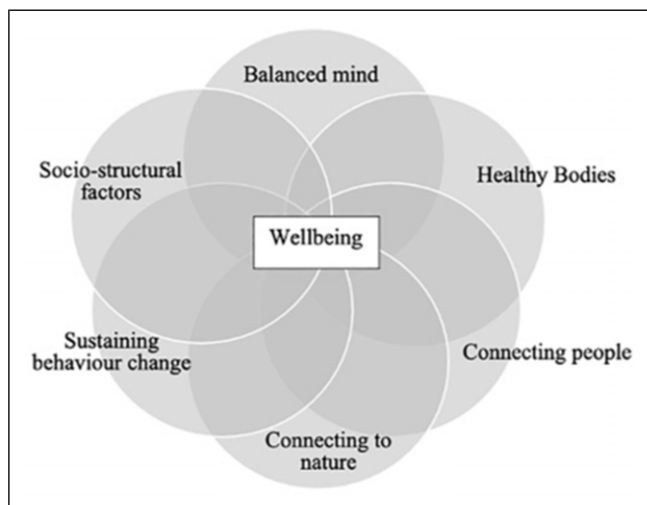 Balanced mind
Socio-structural
factors
Healthy Bodies
Wellbeing
Sustaining
behaviour change
Connecting people
Connecting to
nature